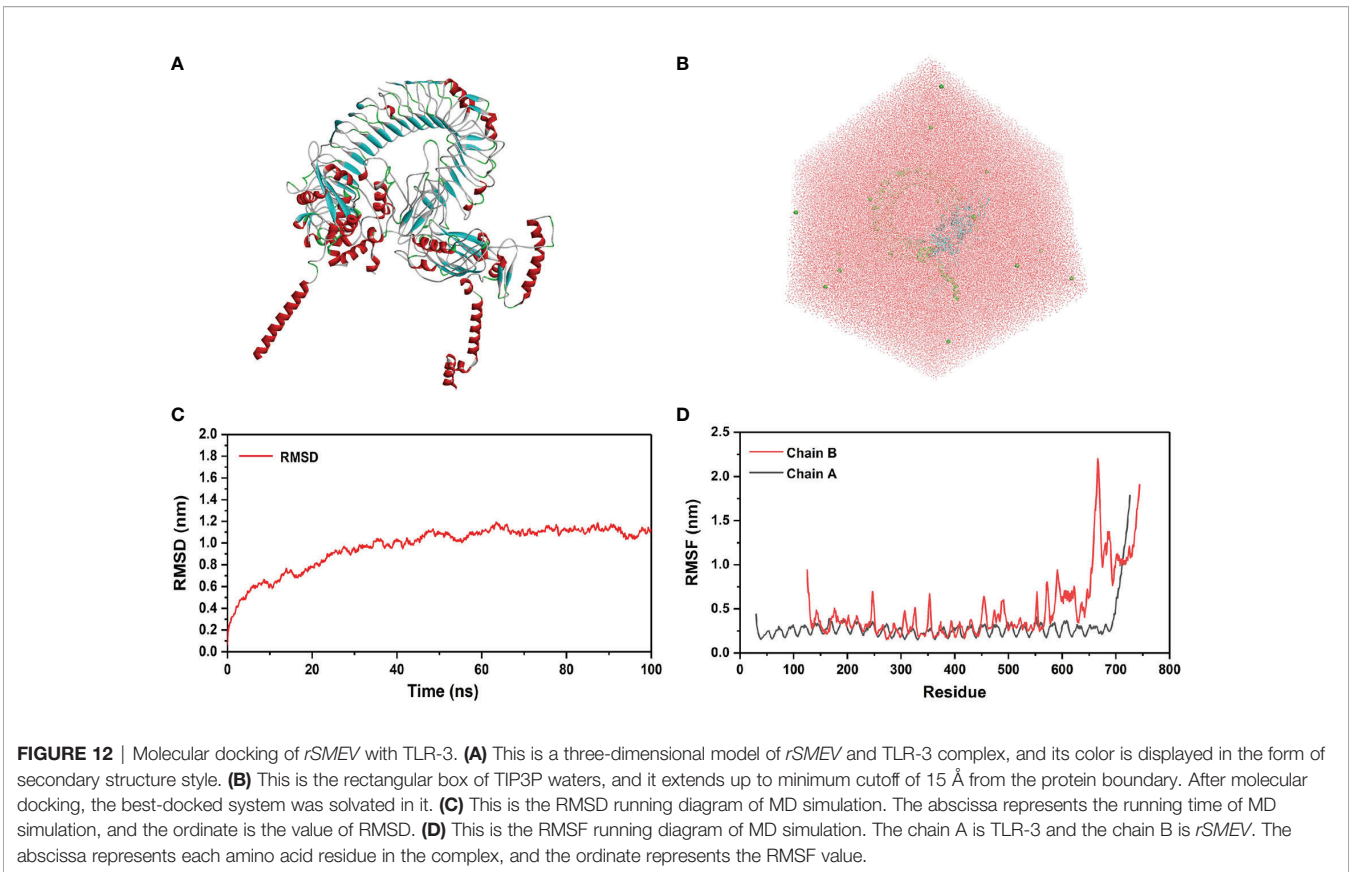 A
B
C
2.0
1.8
1.6
1.4
1.2
1.0
0.8
0.6
0.4
0.2
0.0
RMSD (nm)
RMSD
0 20 40 60 80 100
Time (ns)
D
2.5
2.0
1.5
1.0
0.5
0.0
RMSF (nm)
Chain B
Chain A
0 100 200 300 400 500 600 700 800
Residue
FIGURE 12 | Molecular docking of rSMEV with TLR-3. (A) This is a three-dimensional model of rSMEV and TLR-3 complex, and its color is displayed in the form of
secondary structure style. (B) This is the rectangular box of TIP3P waters, and it extends up to minimum cutoff of 15 Å from the protein boundary. After molecular
docking, the best-docked system was solvated in it. (C) This is the RMSD running diagram of MD simulation. The abscissa represents the running time of MD
simulation, and the ordinate is the value of RMSD. (D) This is the RMSF running diagram of MD simulation. The chain A is TLR-3 and the chain B is rSMEV. The
abscissa represents each amino acid residue in the complex, and the ordinate represents the RMSF value.